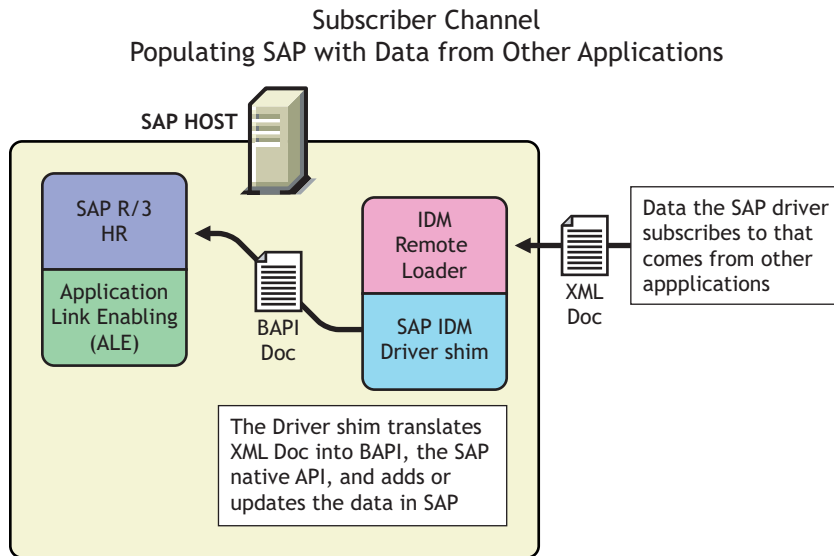 Subscriber Channel
Populating SAP with Data from Other Applications
SAP HOST
SAP R/3
HR
Application
Link Enabling
(ALE)
BAPI
Doc
IDM
Remote
Loader
SAP IDM
Driver shim
XML
Doc
Data the SAP driver
subscribes to that
comes from other
appplications
The Driver shim translates
XML Doc into BAPI, the SAP
native API, and adds or
updates the data in SAP